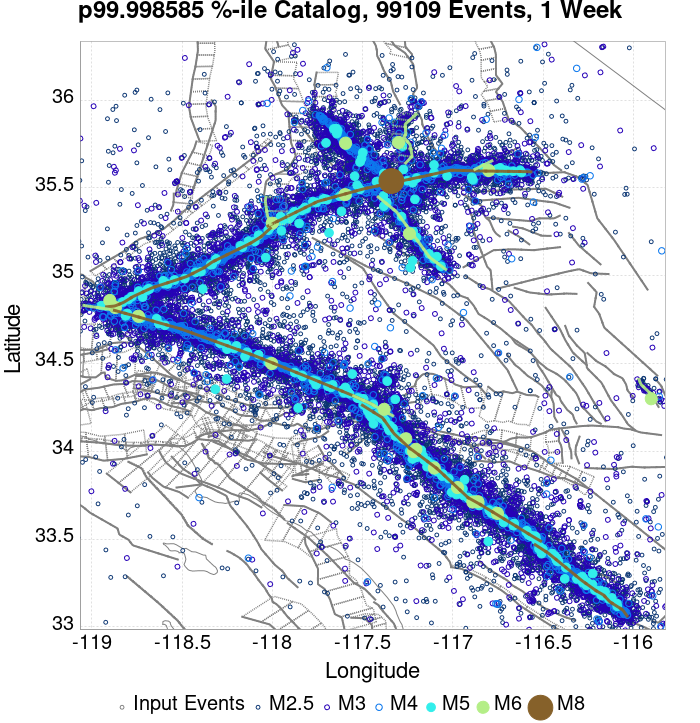 p99.998585 %-ile Catalog, 99109 Events, 1 Week
36
35.5
35
34.5
34
33.5
33
Latitude
-119 -118.5 -118 -117.5 -117 -116.5 -116
Longitude
Input Events M2.5 M3 M4 M5 M6 M8